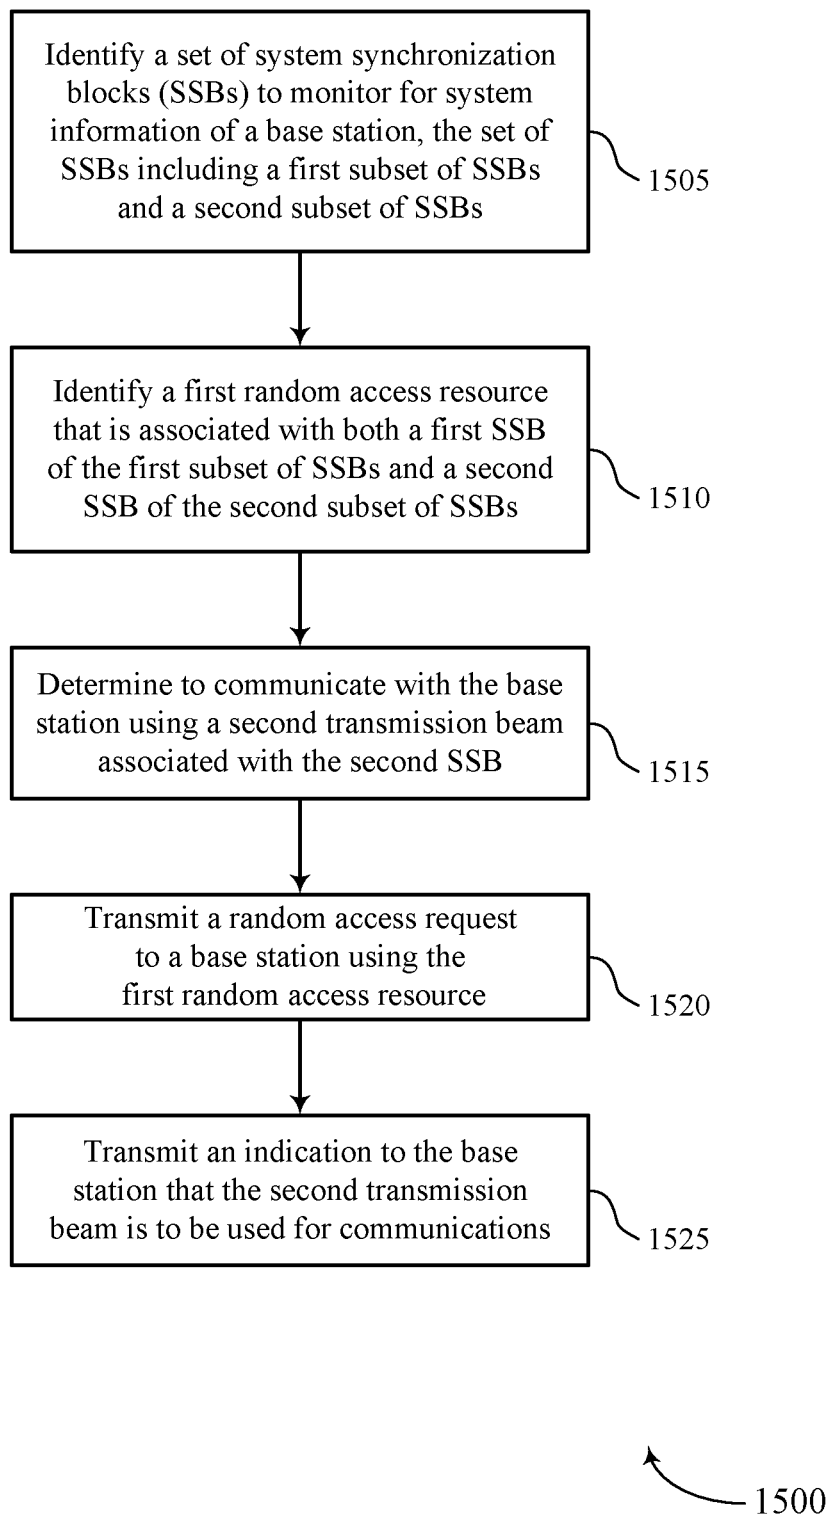 Identify a set of system synchronization
blocks (SSBs) to monitor for system
information of a base station, the set of
SSBs including a first subset of SSBs
and a second subset of SSBs
1505
Identify a first random access resource
that is associated with both a first SSB
of the first subset of SSBs and a second
SSB of the second subset of SSBs
1510
Determine to communicate with the base
station using a second transmission beam
associated with the second SSB
1515
Transmit a random access request
to a base station using the
first random access resource
1520
Transmit an indication to the base
station that the second transmission
beam is to be used for communications
1525
1500